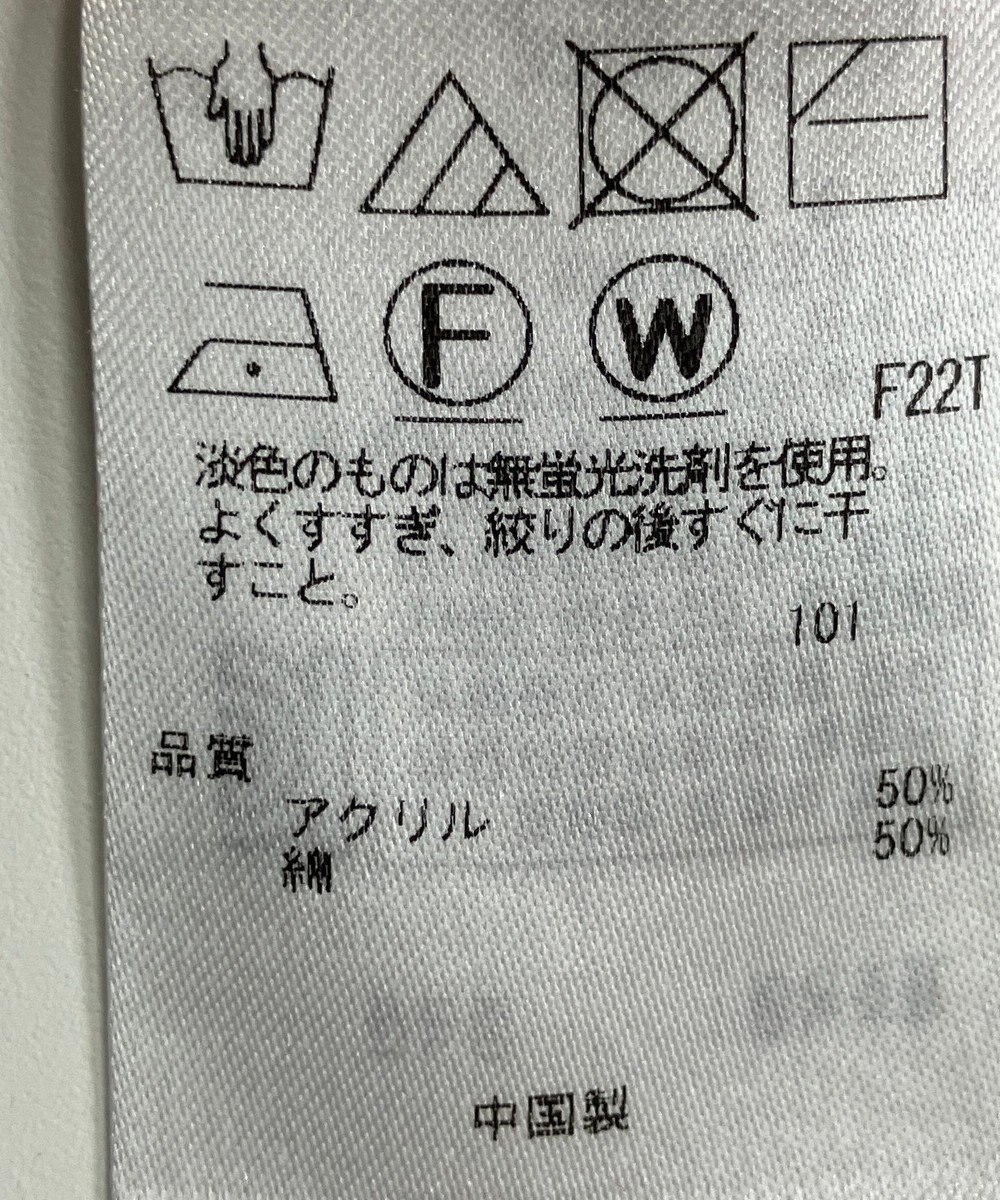 F
W
F22T
淡色のものは無蛍光洗剤を使用。
よくすすぎ、絞りの後すぐに干
すこと。
101
品質
アクリル 50%
綿 50%
中国製